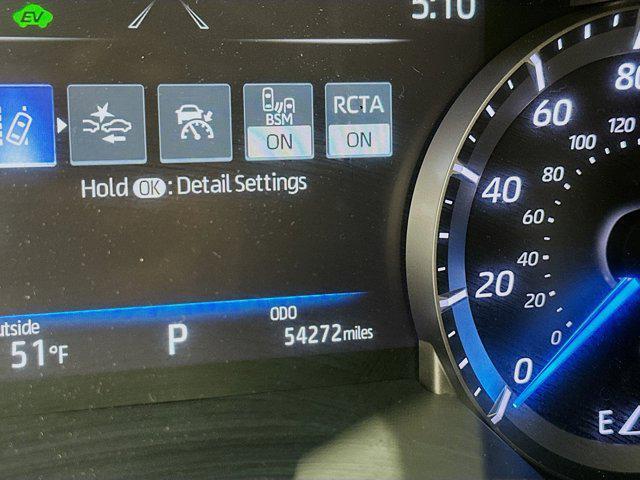 EV
5:10
BSM
ON
RCTA
ON
Hold OK : Detail Settings
utside
51°F
P
ODO
54272 miles
80
60
40
20
0
120
100
80
60
40
20
0
E